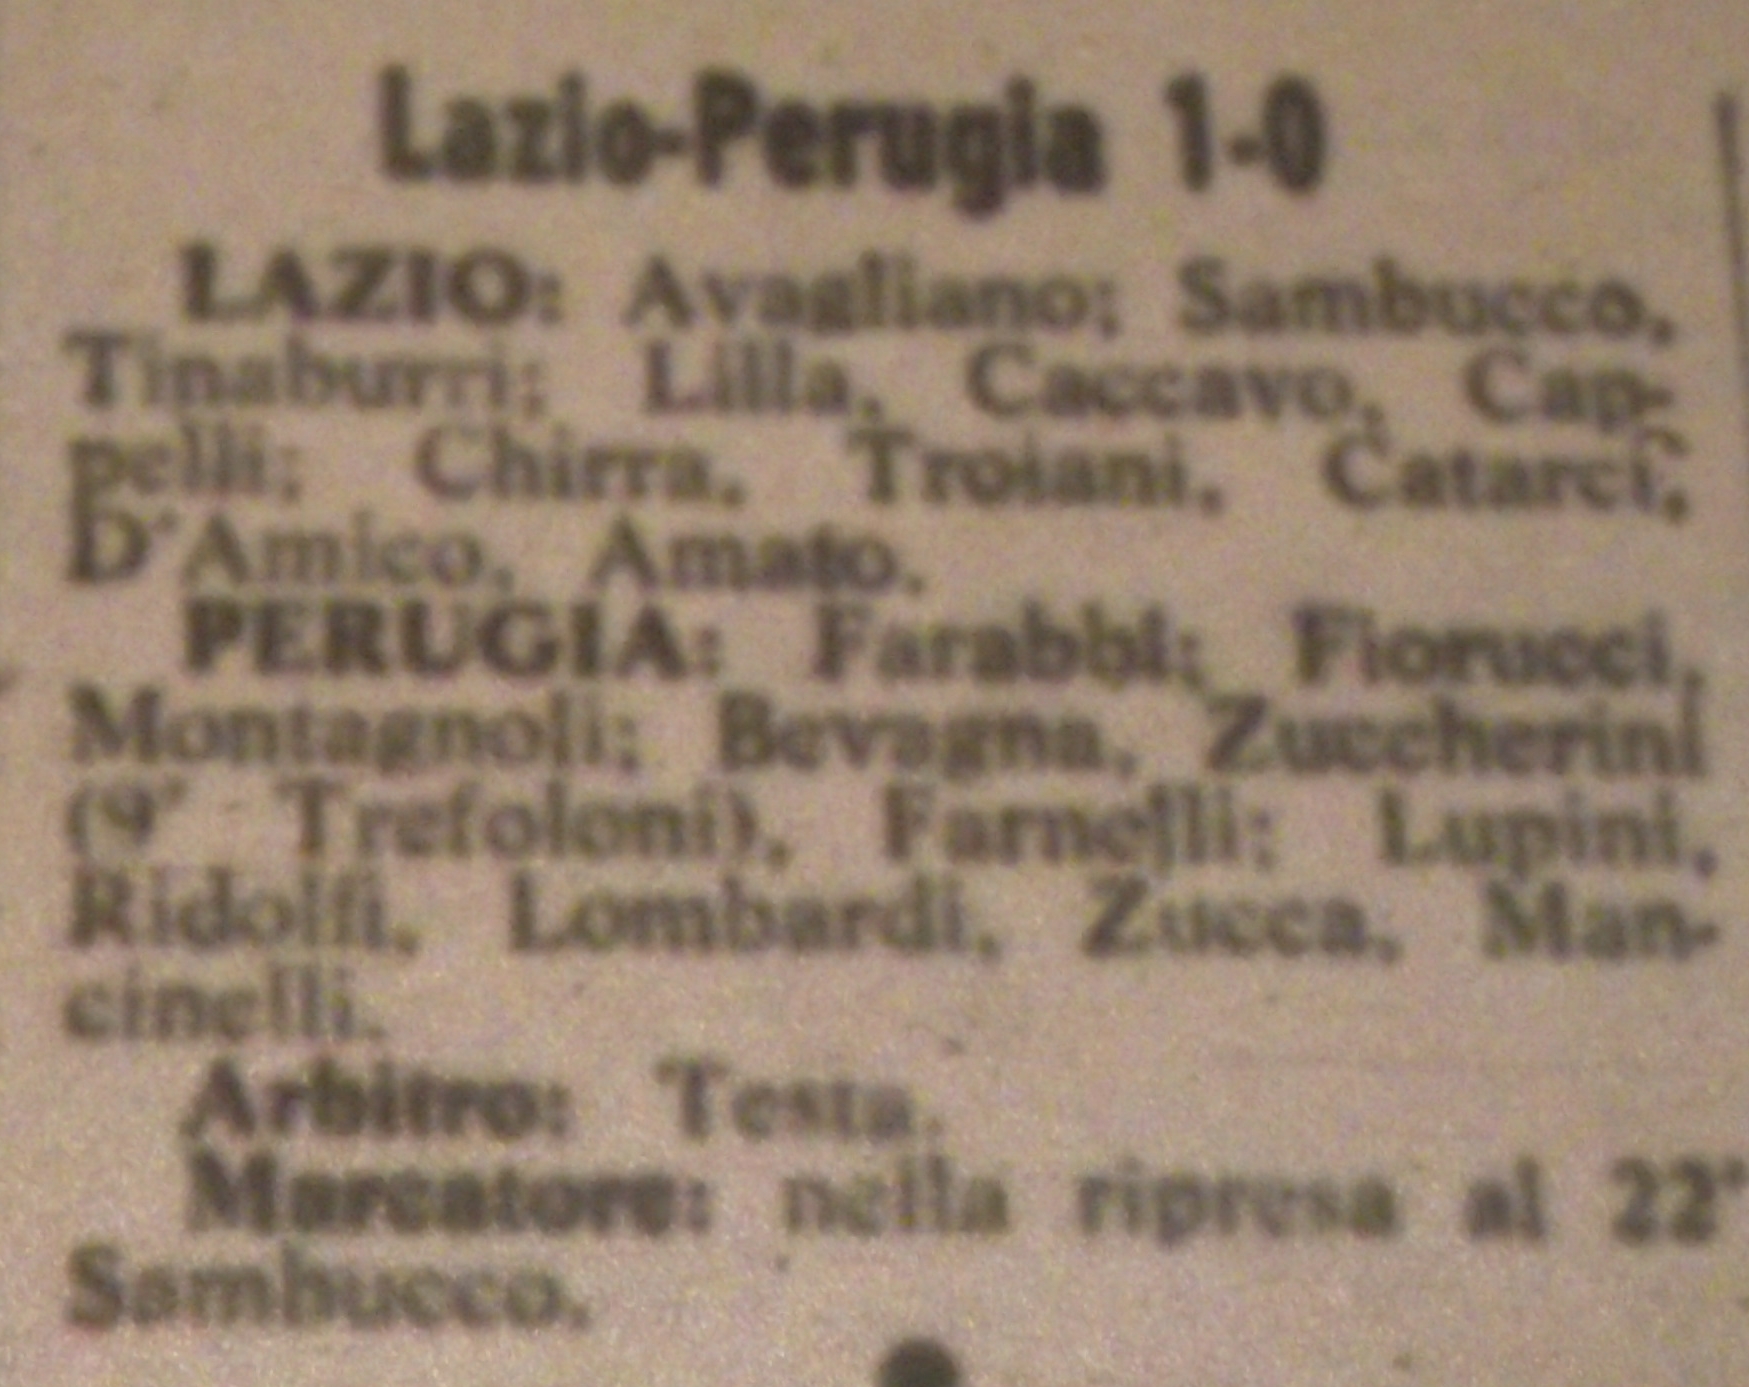 Lazio-Perugia 1-0
LAZIO: Avagliano; Sambucco,
Tinaburri; Lilla, Caccavo, Cap-
pelli; Chirra, Troiani, Catarci,
D'Amico, Amato.
PERUGIA: Farabbi; Fiorucci,
Montagnoli; Bevagna, Zuccherini
(9' Trefoloni), Farnelli; Lupini,
Ridolfi, Lombardi, Zucca, Man-
cinelli.
Arbitro: Testa.
Marcatore: nella ripresa al 22'
Sambucco.